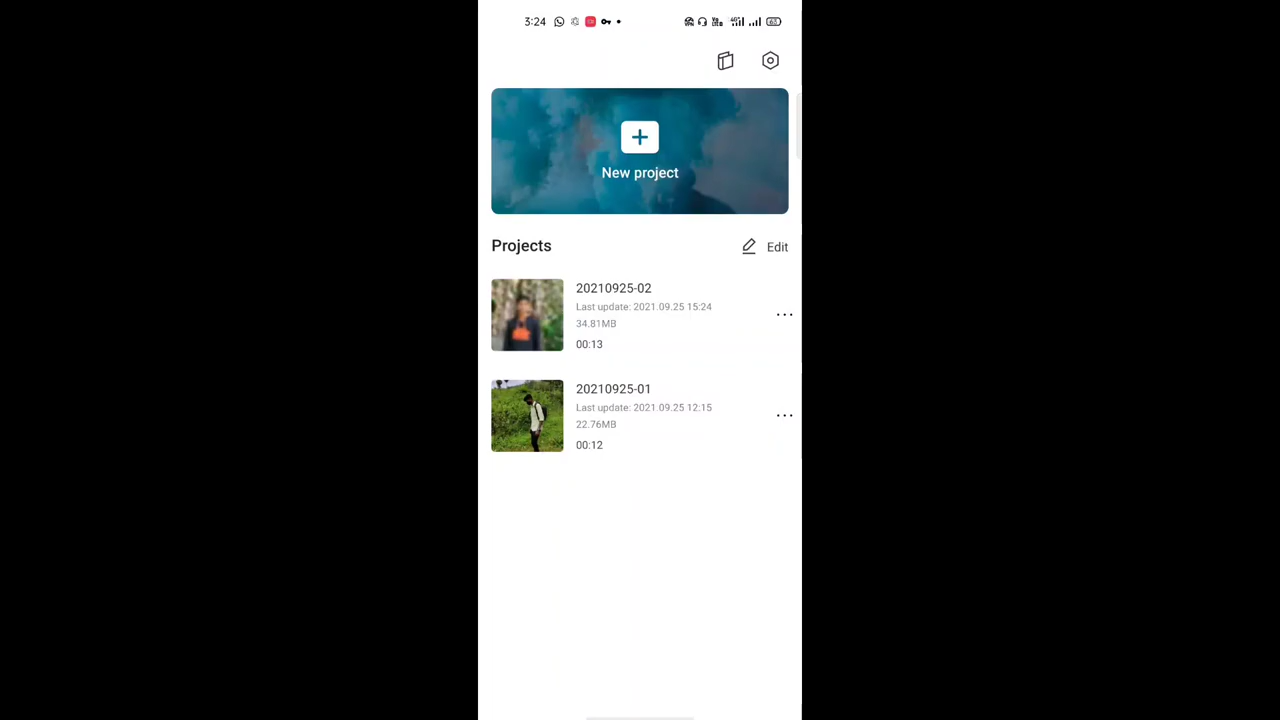 3:24
New project
Projects
Edit
20210925-02
Last update: 2021.09.25 15:24
34.81MB
00:13
20210925-01
Last update: 2021.09.25 12:15
22.76MB
00:12